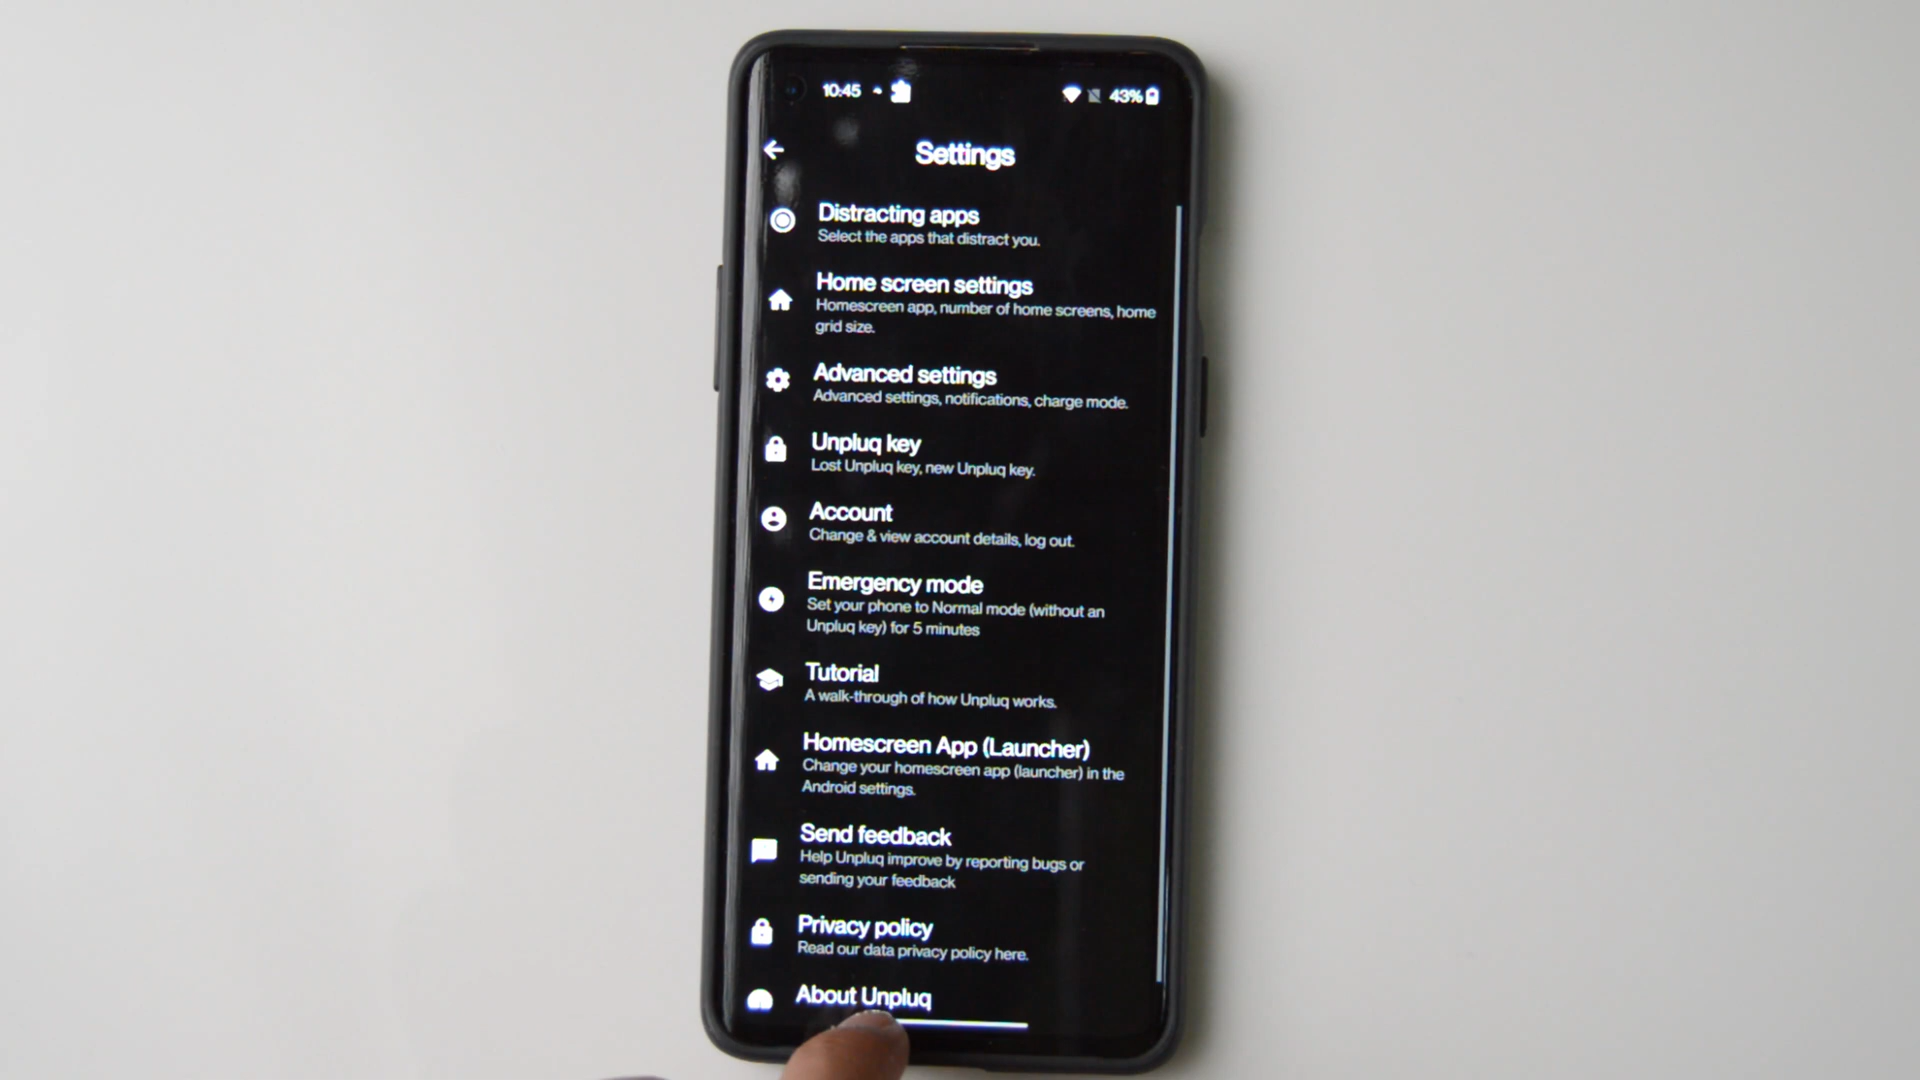 10:45
43%
Settings
Distracting apps
Select the apps that distract you.
Home screen settings
Homescreen app, number of home screens, home
grid size.
Advanced settings
Advanced settings, notifications, charge mode.
Unpluq key
Lost Unpluq key, new Unpluq key.
Account
Change & view account details, log out.
Emergency mode
Set your phone to Normal mode (without an
Unpluq key) for 5 minutes
Tutorial
A walk-through of how Unpluq works.
Homescreen App (Launcher)
Change your homescreen app (launcher) in the
Android settings.
Send feedback
Help Unpluq improve by reporting bugs or
sending your feedback
Privacy policy
Read our data privacy policy here.
About Unpluq